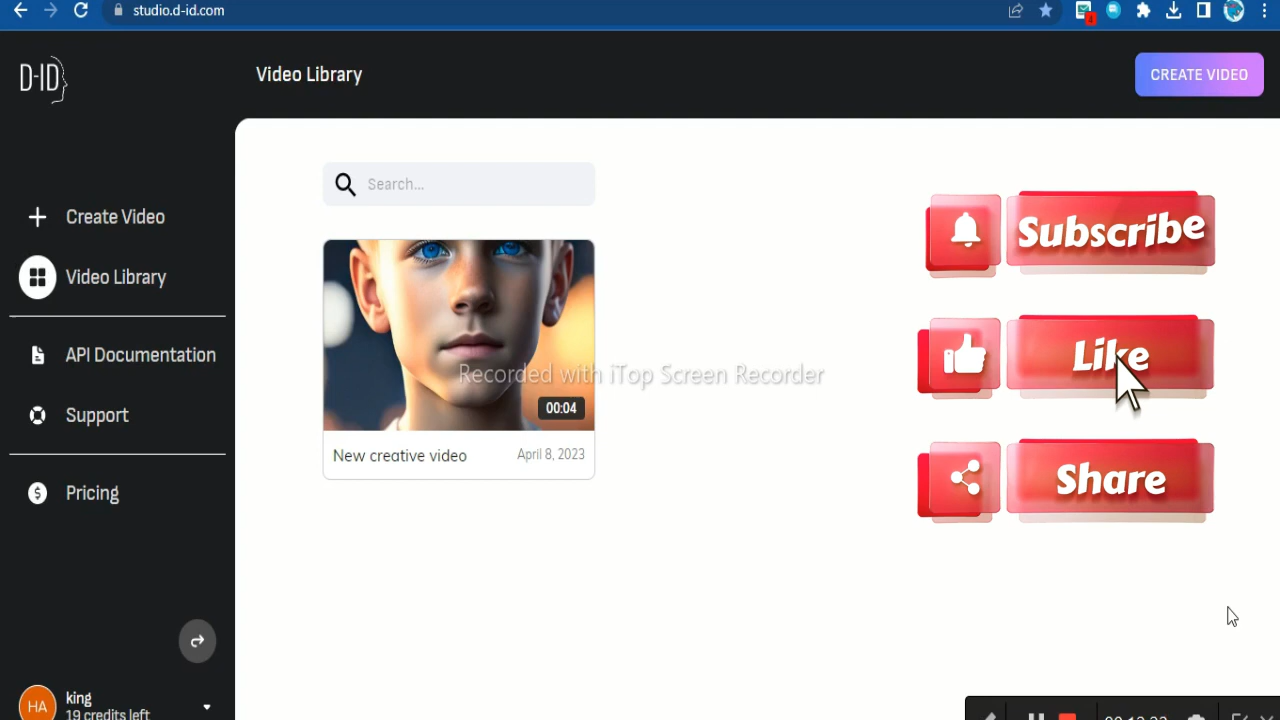 studio.d-id.com
4
D-ID
Video Library
CREATE VIDEO
Create Video
Video Library
API Documentation
Support
Pricing
Search...
00:04
New creative video
April 8, 2023
Recorded with iTop Screen Recorder
Subscribe
Like
Share
HA
king
19 credits left